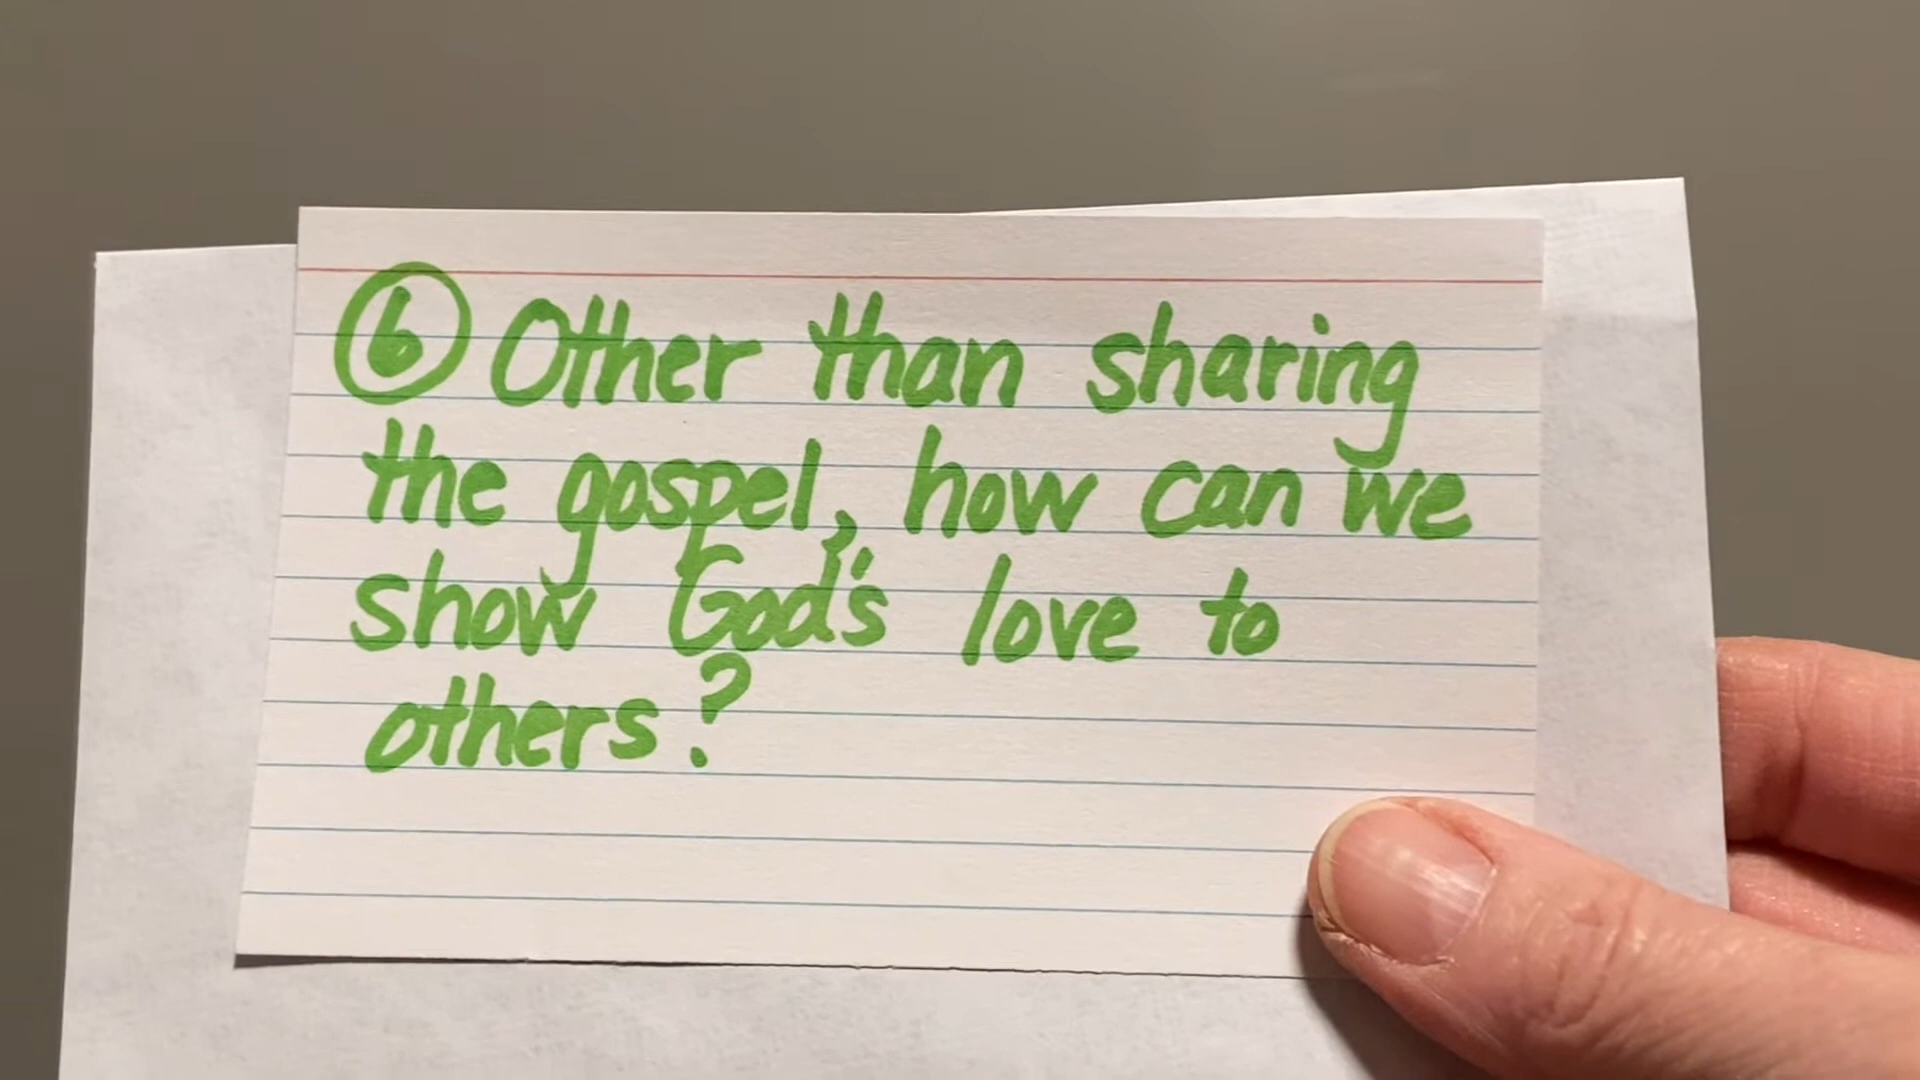 ⑥ Other than sharing
the gospel, how can we
show God's love to
others?